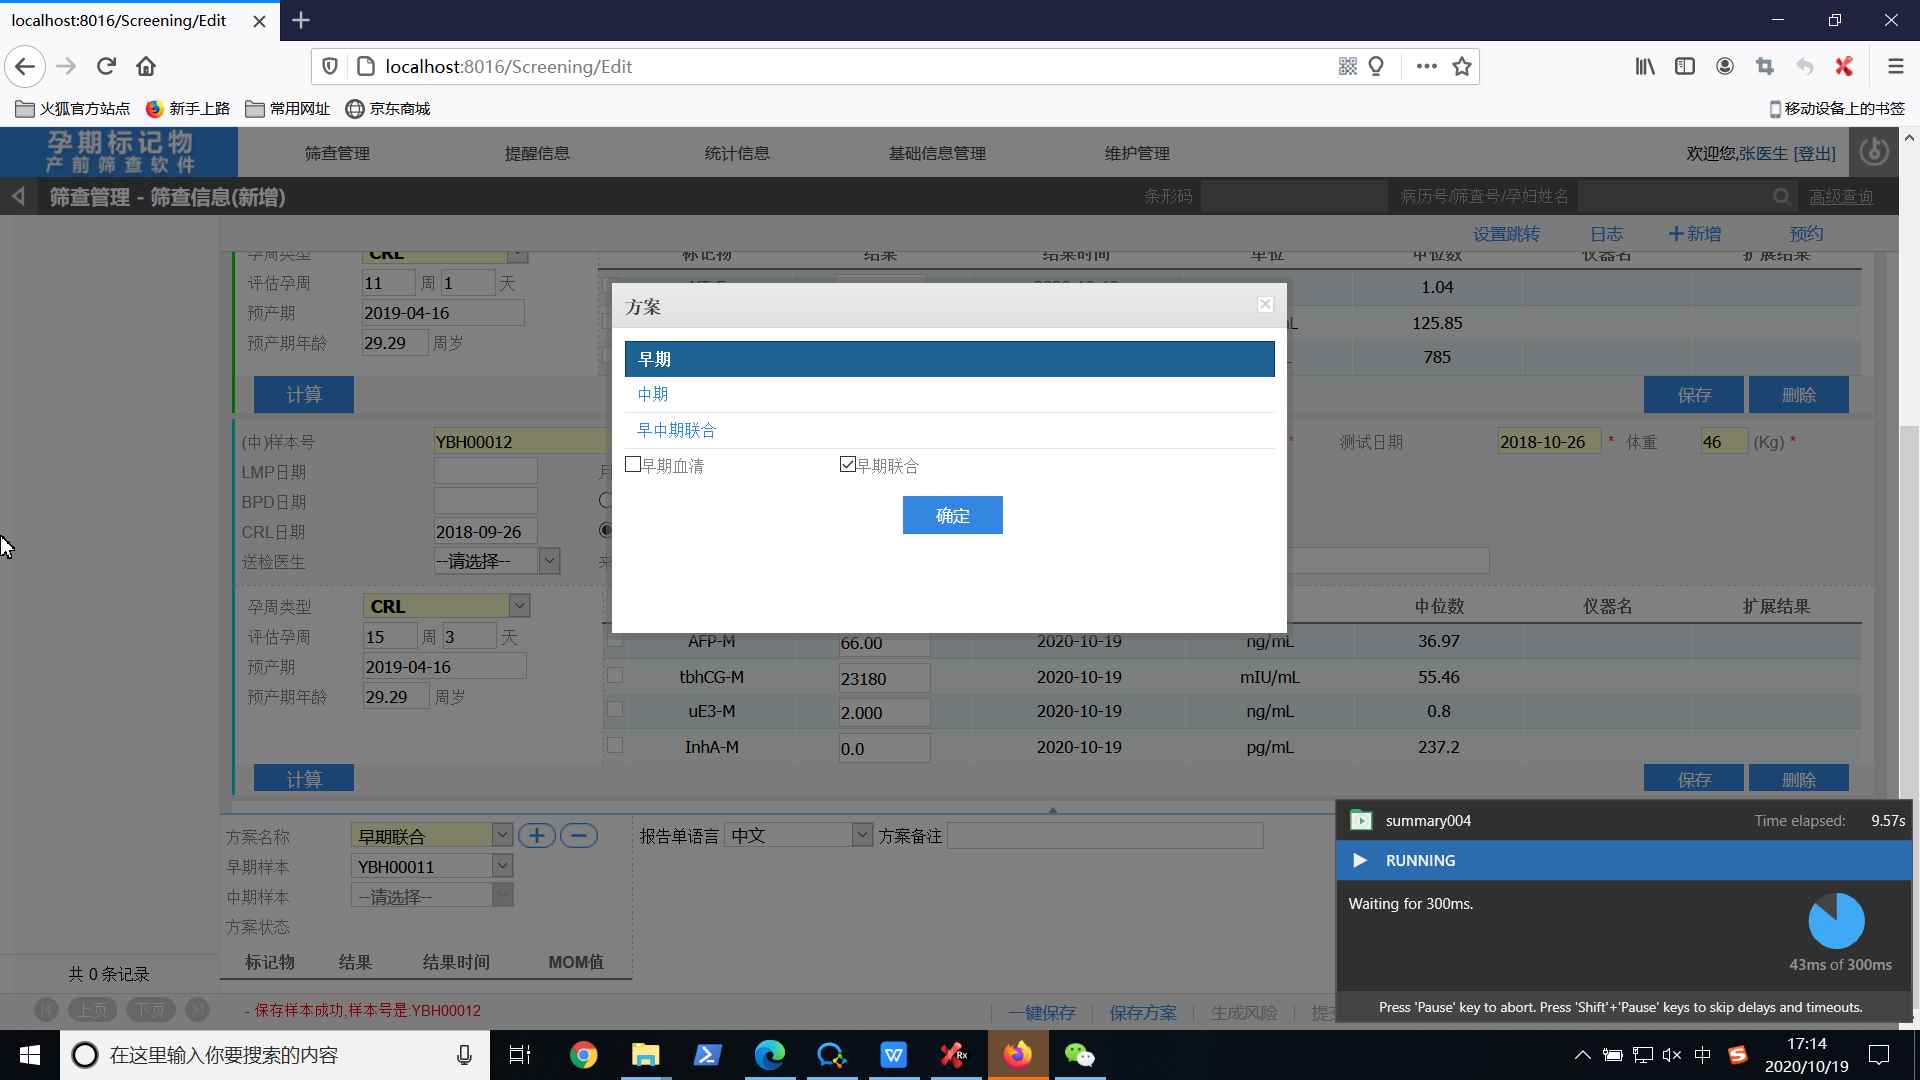 localhost:8016/Screening/Edit
localhost:8016/Screening/Edit
火狐官方站点 新手上路 常用网址 京东商城 移动设备上的书签
孕期标记物
产前筛查软件
筛查管理 提醒信息 统计信息 基础信息管理 维护管理 欢迎您,张医生 [登出]
筛查管理 - 筛查信息(新增) 条形码 病历号/筛查号/孕妇姓名 高级查询
设置跳转 日志 新增 预约
孕周类型 CRL 标记物 结果 结果时间 单位 中位数 仪器名 扩展结果
评估孕周 11 周 1 天 1.04
预产期 2019-04-16 125.85
预产期年龄 29.29 周岁 785
计算 保存 删除
方案
早期
中期
早中期联合
早期血清 早期联合
确定
(中)样本号 YBH00012 * 测试日期 2018-10-26 * 体重 46 (Kg) *
LMP日期
BPD日期
CRL日期 2018-09-26
送检医生 --请选择--
孕周类型 CRL 中位数 仪器名 扩展结果
评估孕周 15 周 3 天 AFP-M 66.00 2020-10-19 ng/mL 36.97
预产期 2019-04-16 tbhCG-M 23180 2020-10-19 mIU/mL 55.46
预产期年龄 29.29 周岁 uE3-M 2.000 2020-10-19 ng/mL 0.8
InhA-M 0.0 2020-10-19 pg/mL 237.2
计算 保存 删除
方案名称 早期联合 报告单语言 中文 方案备注
早期样本 YBH00011
中期样本 --请选择--
方案状态
标记物 结果 结果时间 MOM值
共 0 条记录
上页 下页 - 保存样本成功,样本号是:YBH00012 一键保存 保存方案 生成风险
summary004 Time elapsed: 9.57s
RUNNING
Waiting for 300ms.
43ms of 300ms
Press 'Pause' key to abort. Press 'Shift'+'Pause' keys to skip delays and timeouts.
在这里输入你要搜索的内容 中 17:14
2020/10/19